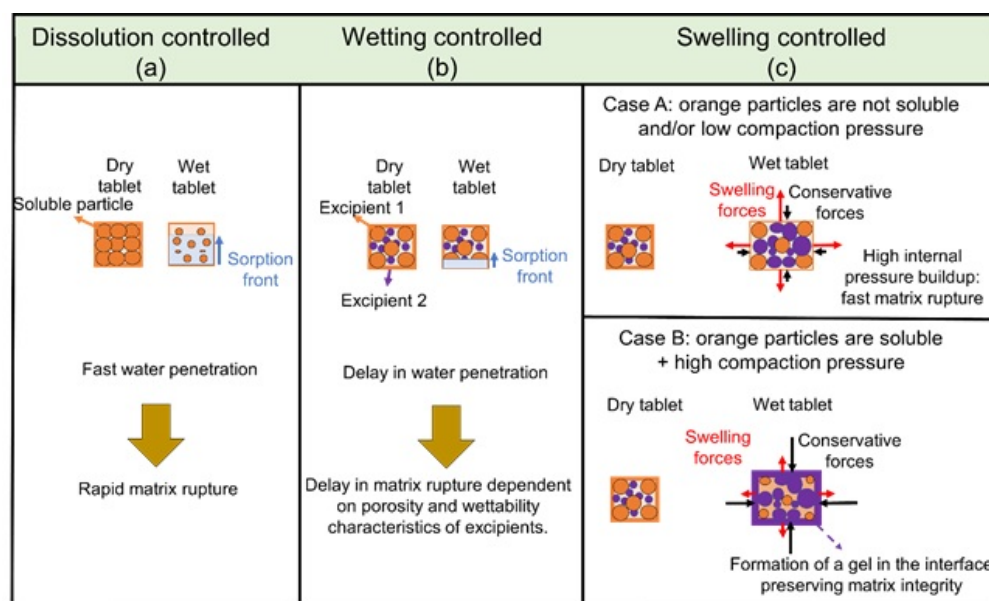 Dissolution controlled
(a)
Wetting controlled
(b)
Swelling controlled
(c)
Dry
tablet
Wet
tablet
Soluble particle
Sorption
front
Fast water penetration
Rapid matrix rupture
Dry
tablet
Wet
tablet
Excipient 1
Sorption
front
Excipient 2
Delay in water penetration
Delay in matrix rupture dependent
on porosity and wettability
characteristics of excipients.
Case A: orange particles are not soluble
and/or low compaction pressure
Dry tablet
Wet tablet
Swelling
forces
Conservative
forces
High internal
pressure buildup:
fast matrix rupture
Case B: orange particles are soluble
+ high compaction pressure
Dry tablet
Wet tablet
Swelling
forces
Conservative
forces
Formation of a gel in the interface
preserving matrix integrity